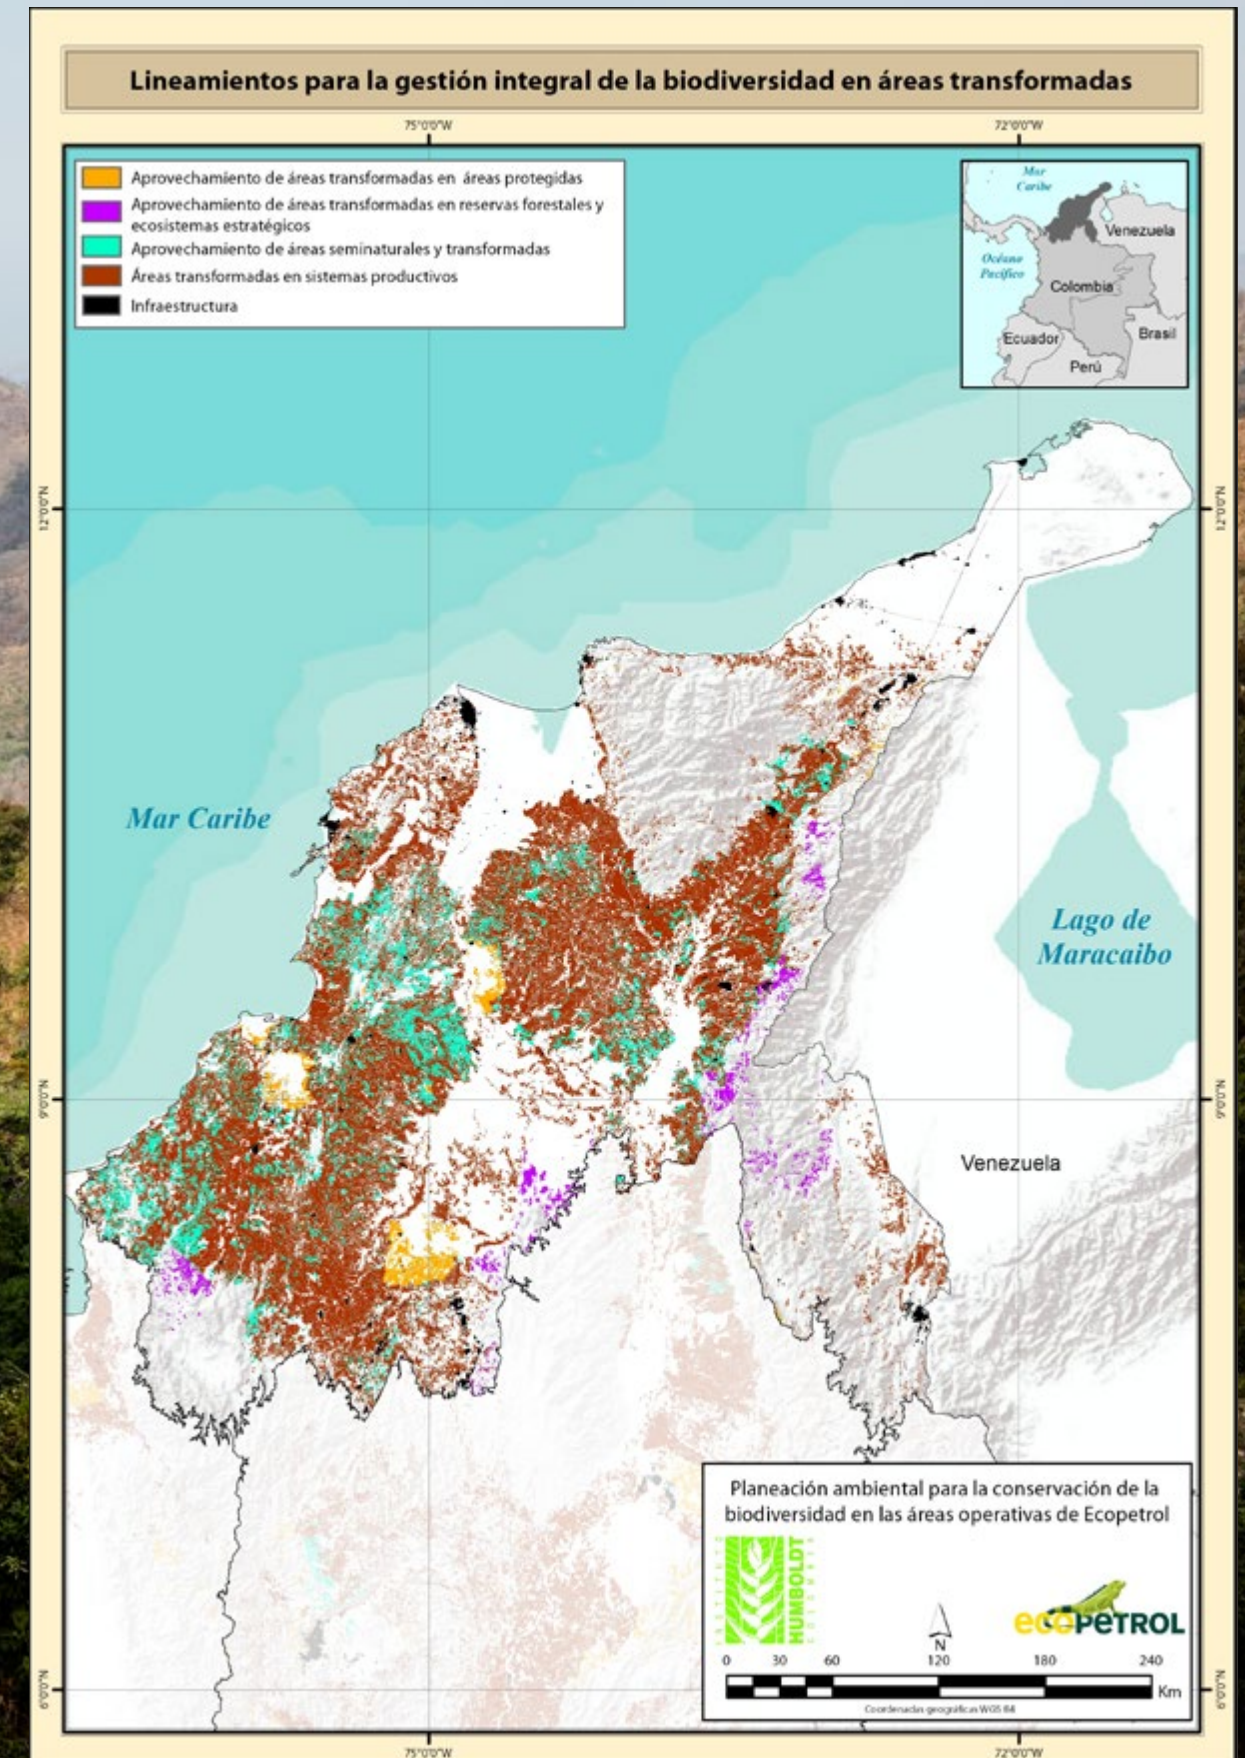 Lineamientos para la gestión integral de la biodiversidad en áreas transformadas
75°0'0"W
72°0'0"W
Aprovechamiento de áreas transformadas en áreas protegidas
Aprovechamiento de áreas transformadas en reservas forestales y
ecosistemas estratégicos
Aprovechamiento de áreas seminaturales y transformadas
Áreas transformadas en sistemas productivos
Infraestructura
Mar
Caribe
Venezuela
Océano
Pacífico
Colombia
Ecuador
Brasil
Perú
12°0'0"N
12°0'0"N
Mar Caribe
Lago de
Maracaibo
9°0'0"N
9°0'0"N
Venezuela
Planeación ambiental para la conservación de la
biodiversidad en las áreas operativas de Ecopetrol
HUMBOLDT
ecoPETROL
N
0 30 60 120 180 240
Km
Coordenadas geográficas WGS 84
6°0'0"N
6°0'0"N
75°0'0"W
72°0'0"W